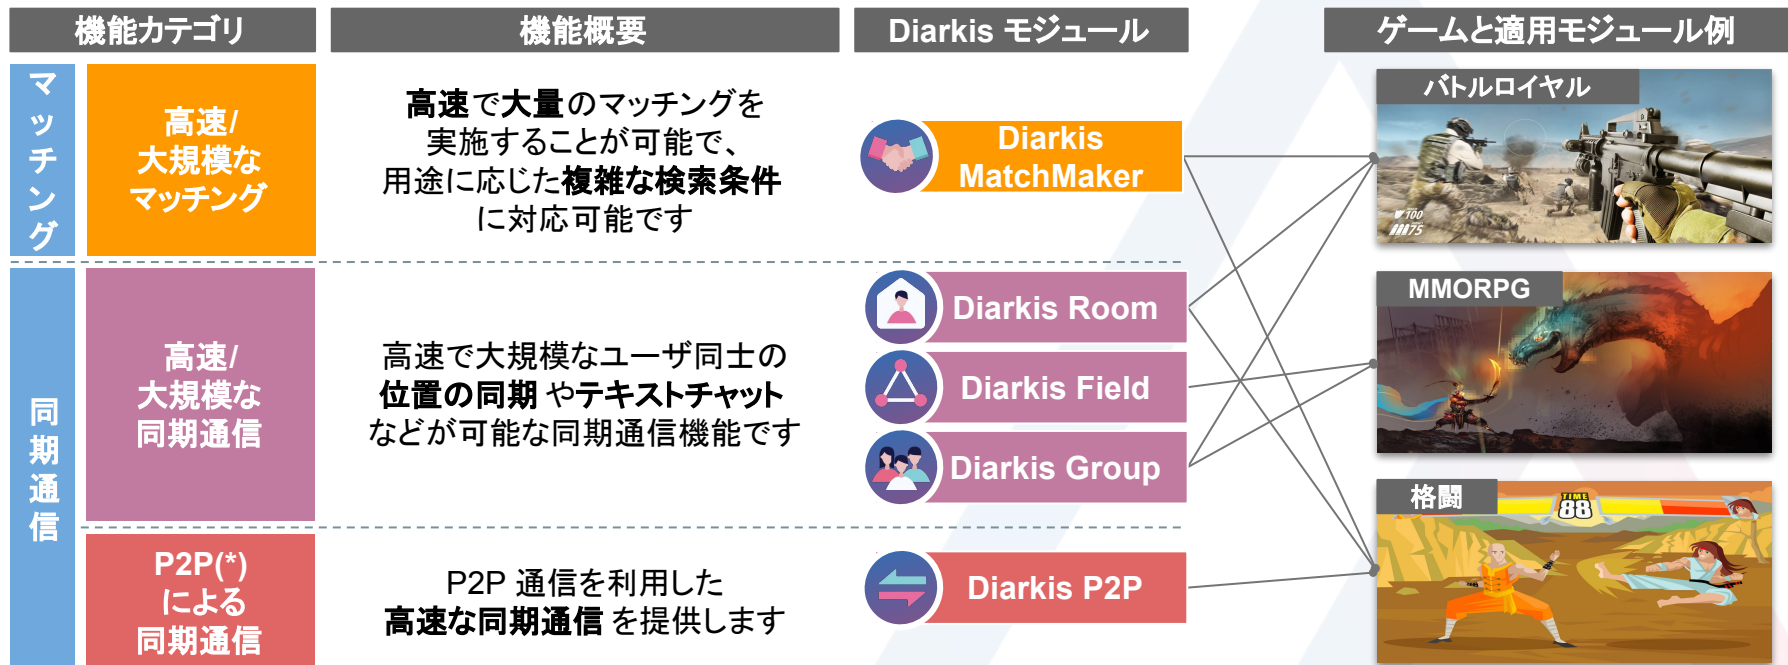 機能カテゴリ
機能概要
Diarkis モジュール
ゲームと適用モジュール例
マッチング
高速/
大規模な
マッチング
高速で大量のマッチングを
実施することが可能で、
用途に応じた複雑な検索条件
に対応可能です
Diarkis
MatchMaker
バトルロイヤル
100
75
同期通信
高速/
大規模な
同期通信
高速で大規模なユーザ同士の
位置の同期 やテキストチャット
などが可能な同期通信機能です
Diarkis Room
Diarkis Field
Diarkis Group
MMORPG
P2P(*)
による
同期通信
P2P 通信を利用した
高速な同期通信 を提供します
Diarkis P2P
格闘
TIME
88